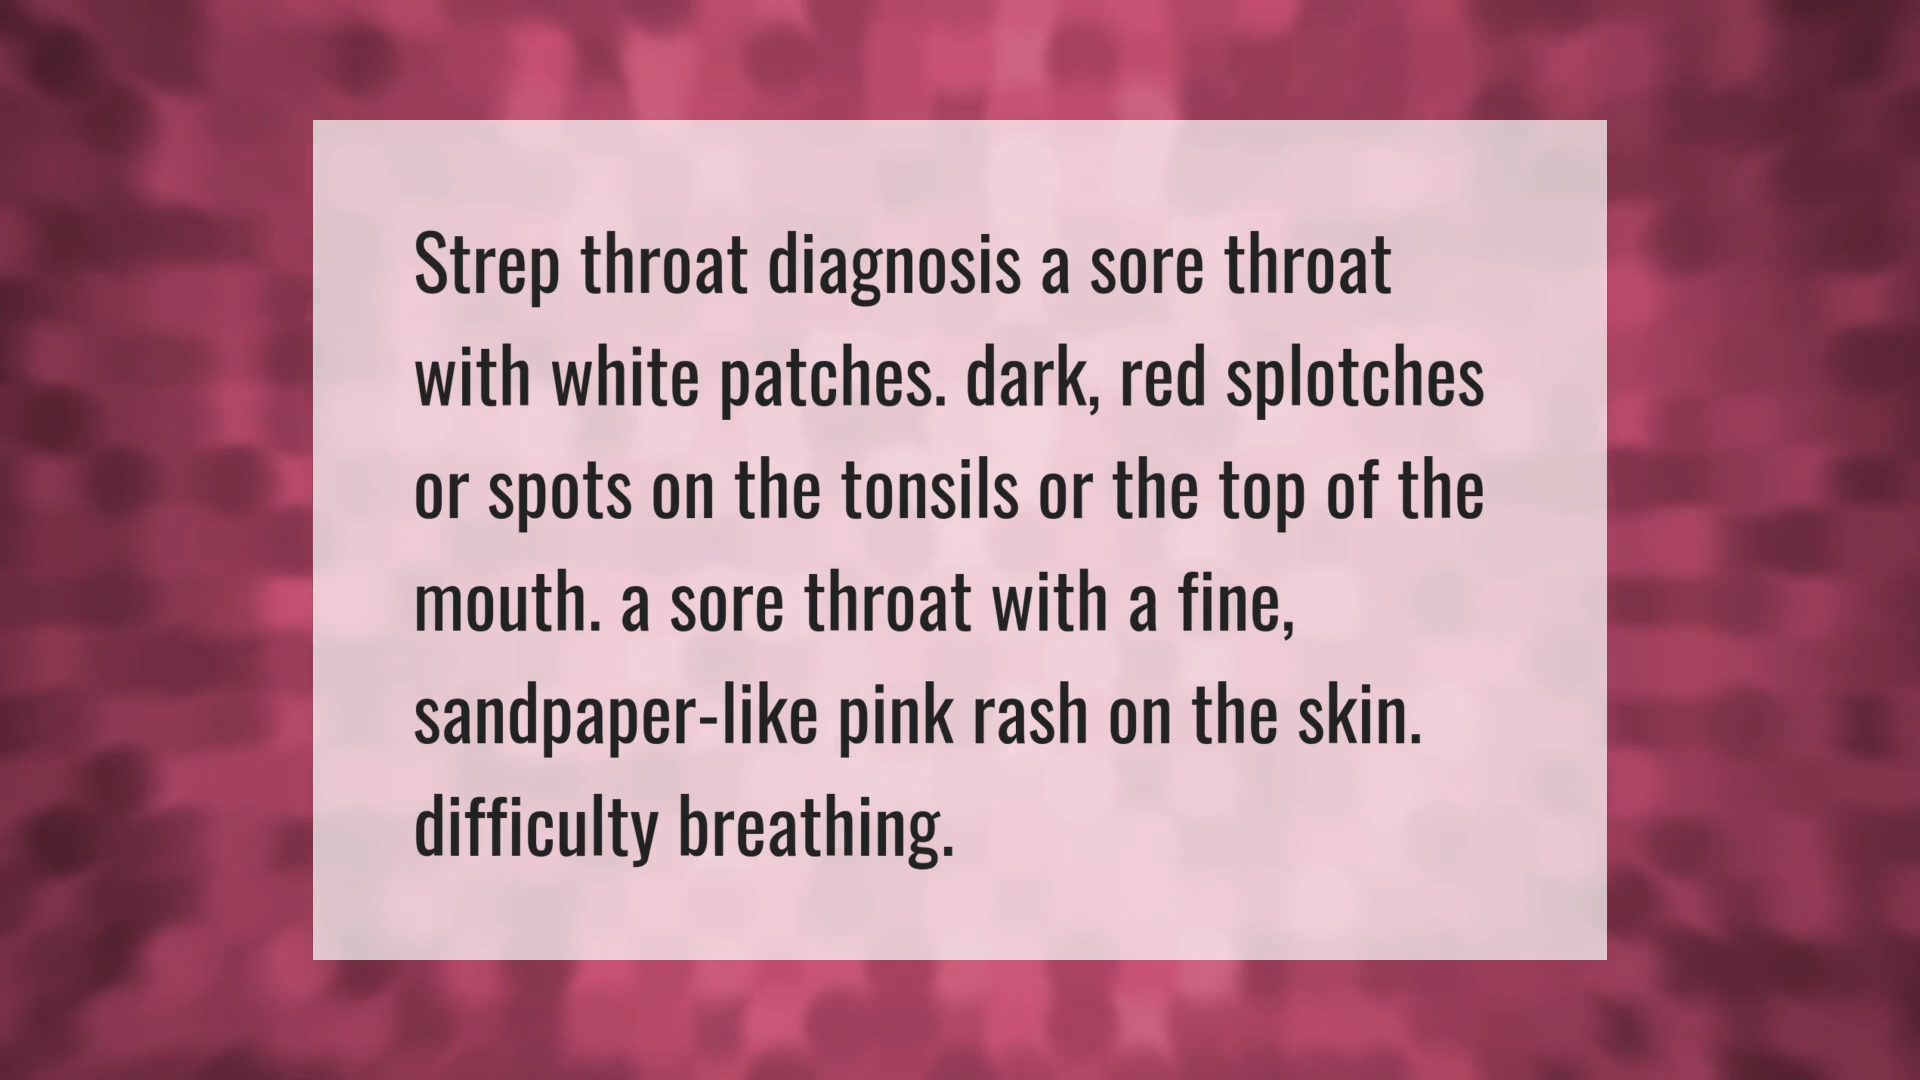 Strep throat diagnosis a sore throat
with white patches. dark, red splotches
or spots on the tonsils or the top of the
mouth. a sore throat with a fine,
sandpaper-like pink rash on the skin.
difficulty breathing.